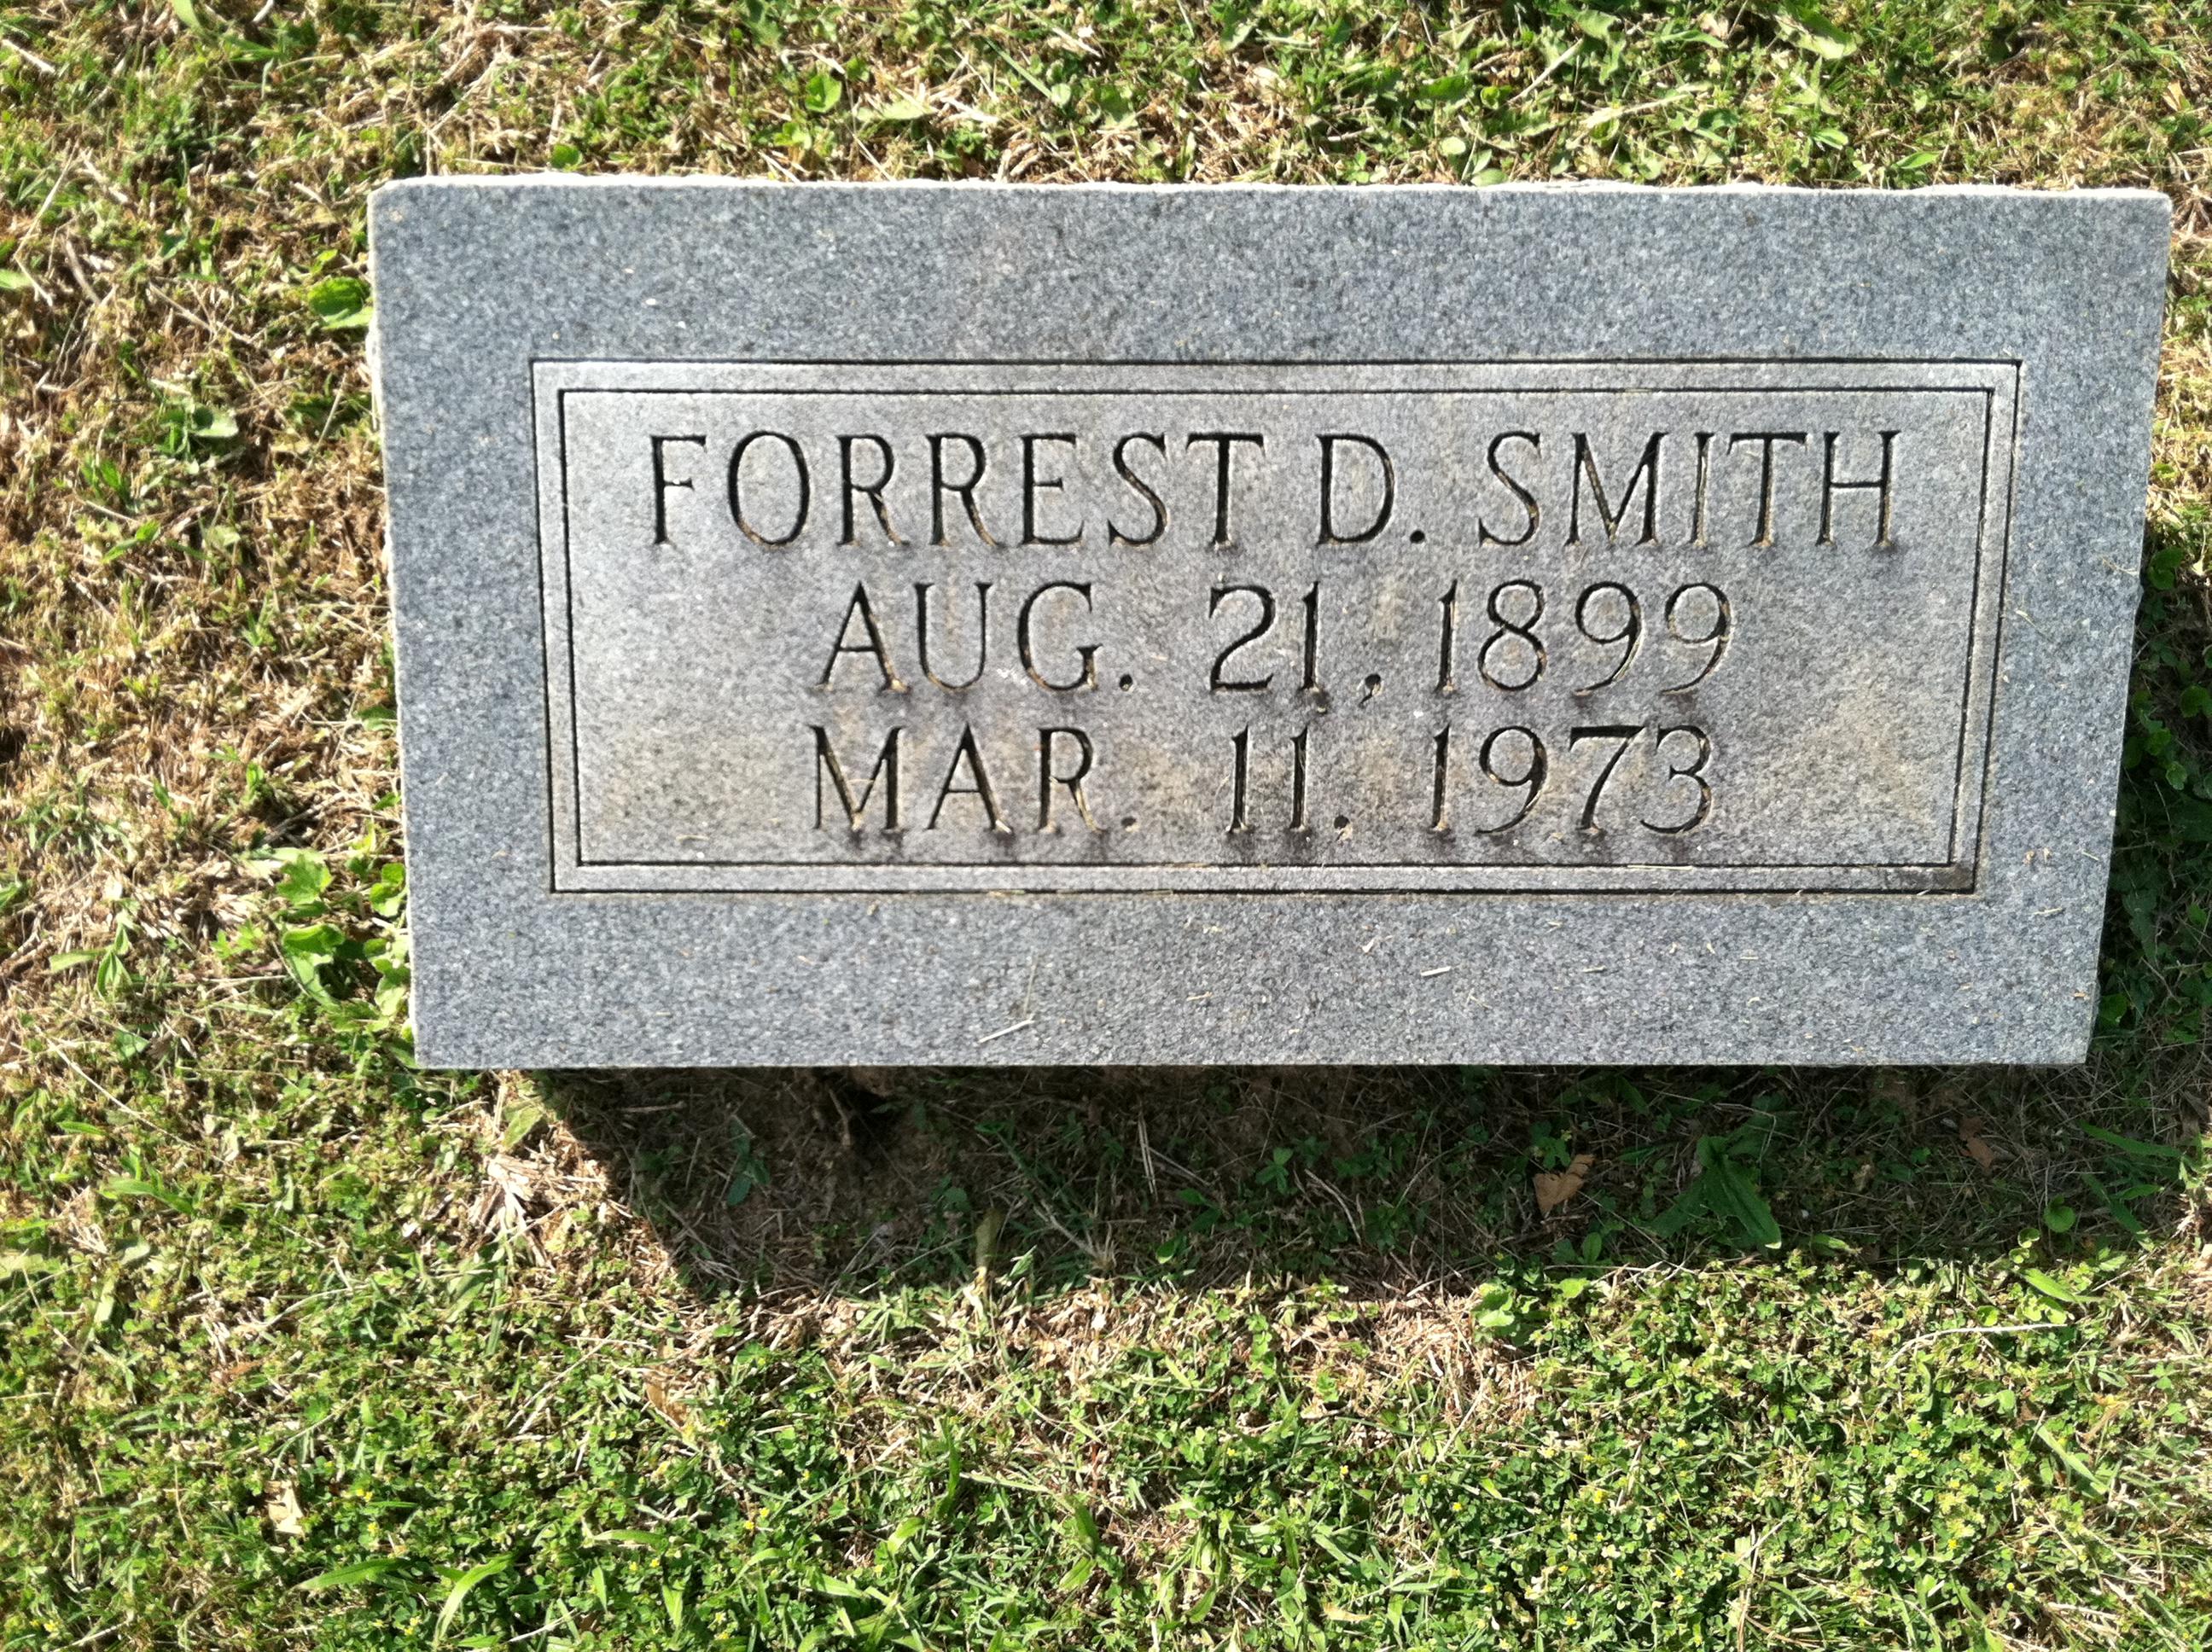 FORREST D. SMITH
AUG. 21, 1899
MAR. 11. 1973